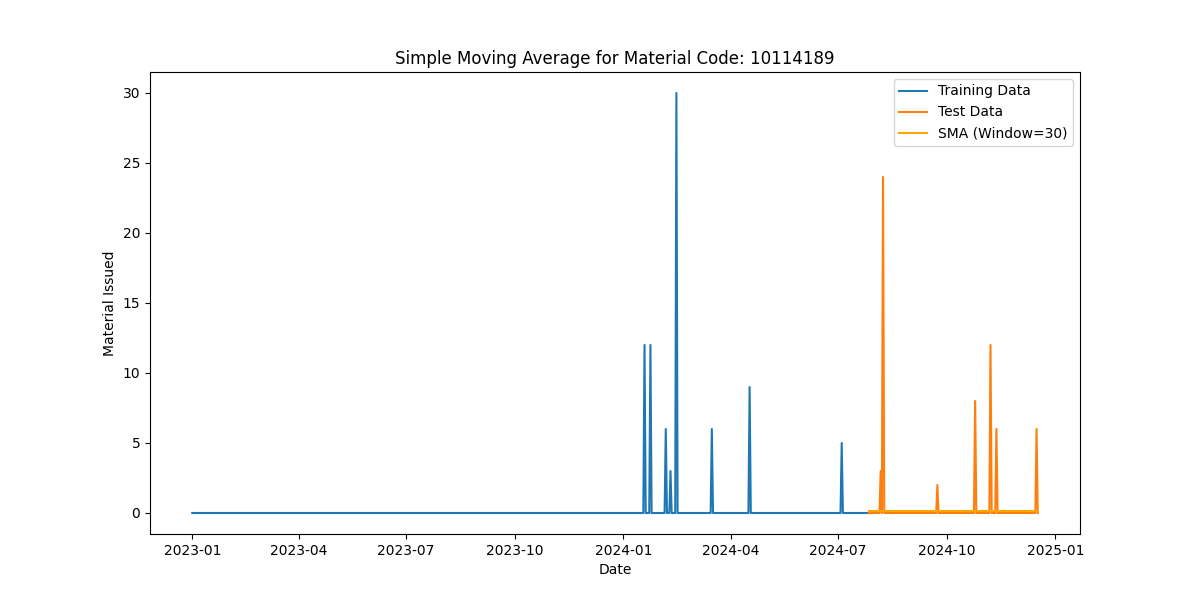 Simple Moving Average for Material Code: 10114189
Training Data
Test Data
SMA (Window=30)
Material Issued
30
25
20
15
10
5
0
2023-01 2023-04 2023-07 2023-10 2024-01 2024-04 2024-07 2024-10 2025-01
Date